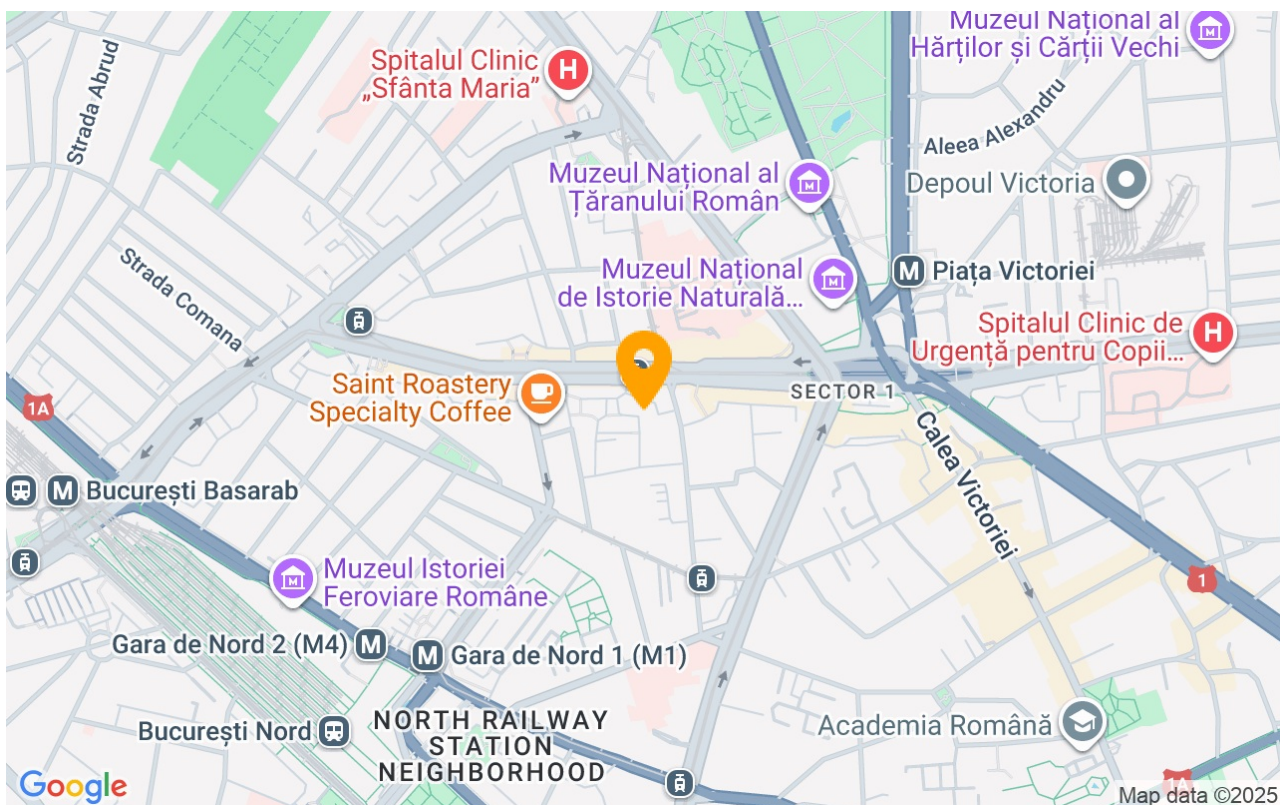 Muzeul Național al
Hărților și Cărții Vechi
Spitalul Clinic
„Sfânta Maria”
Strada Abrud
Aleea Alexandru
Muzeul Național al
Țăranului Român
Depoul Victoria
Muzeul Național
de Istorie Naturală...
Piața Victoriei
Strada Comana
Spitalul Clinic de
Urgență pentru Copii...
Saint Roastery
Specialty Coffee
SECTOR 1
1A
Calea Victoriei
București Basarab
Muzeul Istoriei
Feroviare Române
1
Gara de Nord 2 (M4)
Gara de Nord 1 (M1)
București Nord
NORTH RAILWAY
STATION
NEIGHBORHOOD
Academia Română
1A
Google
Map data ©2025